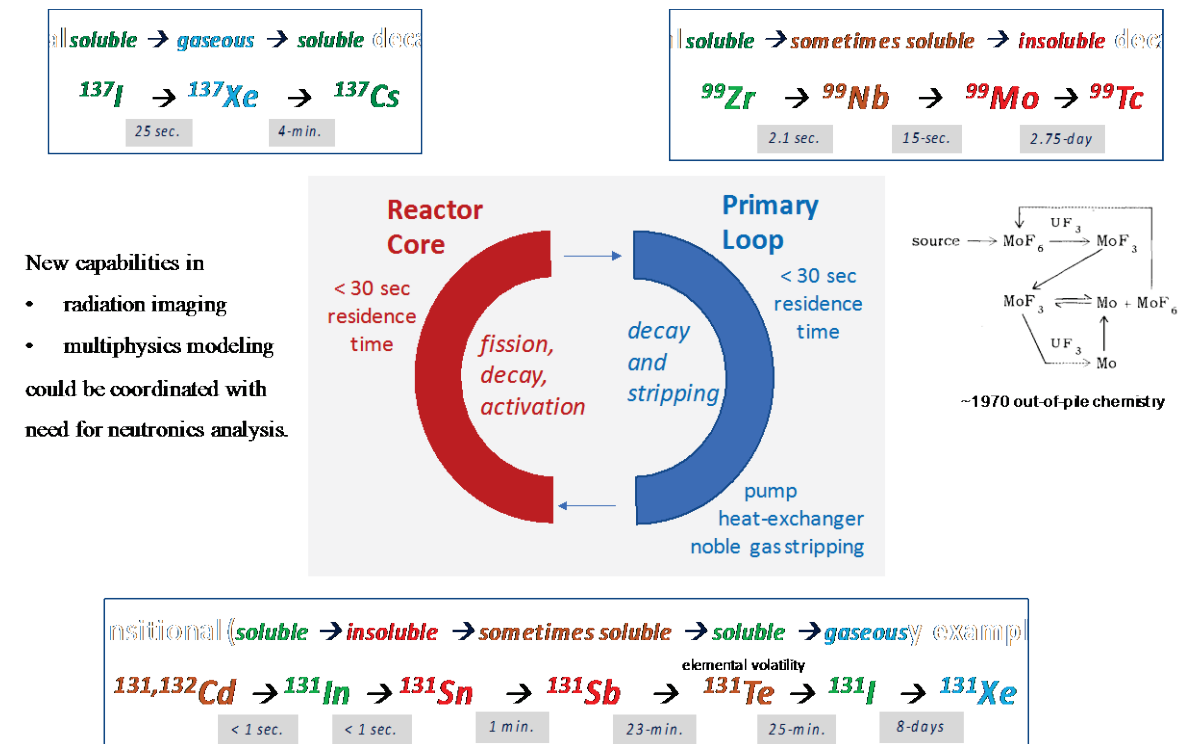 soluble → gaseous → soluble
¹³⁷I → ¹³⁷Xe → ¹³⁷Cs
25 sec. 4-min.
soluble → sometimes soluble → insoluble
⁹⁹Zr → ⁹⁹Nb → ⁹⁹Mo → ⁹⁹Tc
2.1 sec. 15-sec. 2.75-day
New capabilities in
• radiation imaging
• multiphysics modeling
could be coordinated with
need for neutronics analysis.
Reactor
Core
< 30 sec
residence
time
fission,
decay,
activation
Primary
Loop
< 30 sec
residence
time
decay
and
stripping
pump
heat-exchanger
noble gas stripping
UF₃
source → MoF₆ → MoF₃
MoF₃ ⇌ Mo + MoF₆
UF₃
Mo
~1970 out-of-pile chemistry
nsitional (soluble → insoluble → sometimes soluble → soluble → gaseousy exampl
elemental volatility
¹³¹,¹³²Cd → ¹³¹In → ¹³¹Sn → ¹³¹Sb → ¹³¹Te → ¹³¹I → ¹³¹Xe
< 1 sec. < 1 sec. 1 min. 23-min. 25-min. 8-days